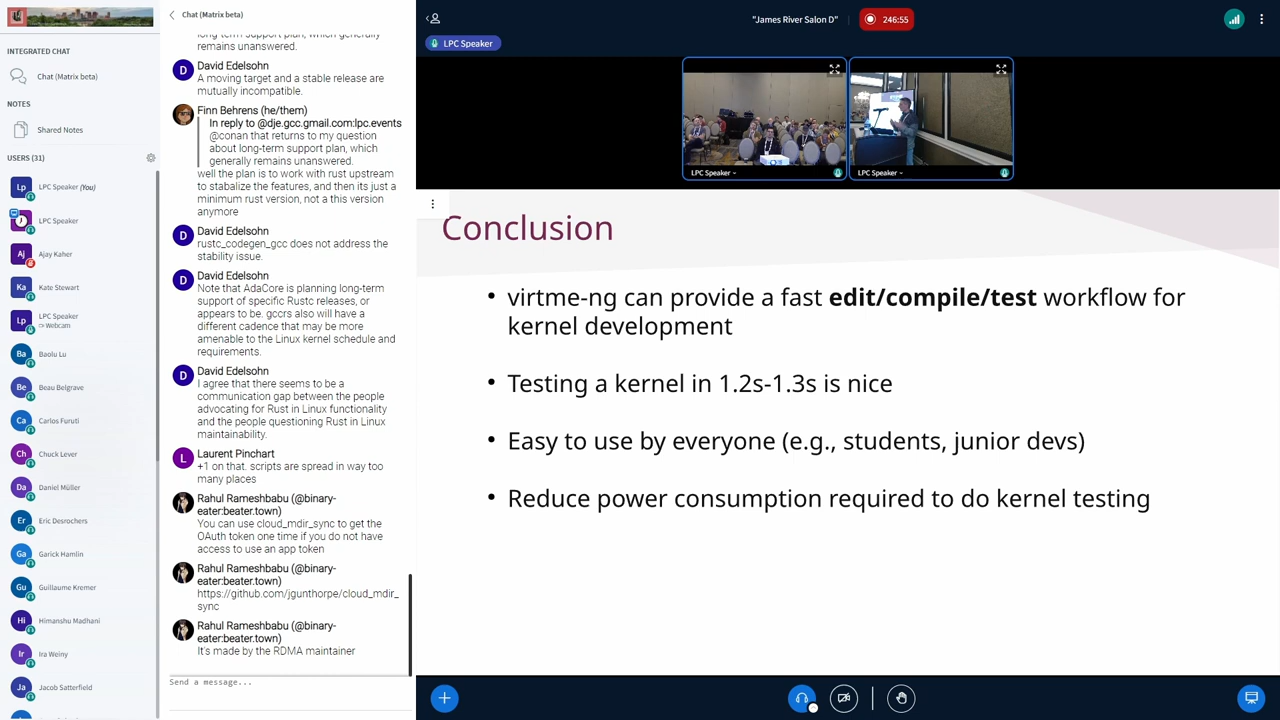 INTEGRATED CHAT
Chat (Matrix beta)
NOTES
Shared Notes
USERS (31)
Lp
LPC Speaker (You)
LPC Speaker
Aj
Ajay Kaher
Ka
Kate Stewart
Lp
LPC Speaker
Webcam
Ba
Baolu Lu
Be
Beau Belgrave
Ca
Carlos Furuti
Ch
Chuck Lever
Da
Daniel Müller
Er
Eric Desrochers
Ga
Garick Hamlin
Gu
Guillaume Kremer
Hi
Himanshu Madhani
Ira Weiny
Ja
Jacob Satterfield
Chat (Matrix beta)
long term support plan, which generally
remains unanswered.
D
David Edelsohn
A moving target and a stable release are
mutually incompatible.
Finn Behrens (he/them)
In reply to @dje.gcc.gmail.com:lpc.events
@conan that returns to my question
about long-term support plan, which
generally remains unanswered.
well the plan is to work with rust upstream
to stabalize the features, and then its just a
minimum rust version, not a this version
anymore
D
David Edelsohn
rustc_codegen_gcc does not address the
stability issue.
D
David Edelsohn
Note that AdaCore is planning long-term
support of specific Rustc releases, or
appears to be. gccrs also will have a
different cadence that may be more
amenable to the Linux kernel schedule and
requirements.
D
David Edelsohn
I agree that there seems to be a
communication gap between the people
advocating for Rust in Linux functionality
and the people questioning Rust in Linux
maintainability.
L
Laurent Pinchart
+1 on that. scripts are spread in way too
many places
Rahul Rameshbabu (@binary-
eater:beater.town)
You can use cloud_mdir_sync to get the
OAuth token one time if you do not have
access to use an app token
Rahul Rameshbabu (@binary-
eater:beater.town)
https://github.com/jgunthorpe/cloud_mdir_
sync
Rahul Rameshbabu (@binary-
eater:beater.town)
It's made by the RDMA maintainer
Send a message...
"James River Salon D"
246:55
LPC Speaker
LPC Speaker
LPC Speaker
Conclusion
• virtme-ng can provide a fast edit/compile/test workflow for
kernel development
• Testing a kernel in 1.2s-1.3s is nice
• Easy to use by everyone (e.g., students, junior devs)
• Reduce power consumption required to do kernel testing